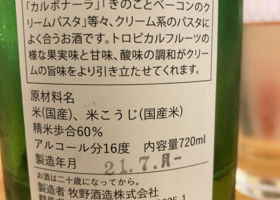 「カルボナーラ」「きのことベーコンのク
リームパスタ」等々、クリーム系のパスタに
よく合うお酒です。トロピカルフルーツの
様な果実味と甘味、酸味の調和がクリー
ムの旨味をより引き立たせてくれます。
原材料名
米(国産)、米こうじ(国産米)
精米歩合60%
アルコール分16度 内容量720ml
製造年月 21.7.月-
お酒は二十歳になってから。
牧野酒造株式会社